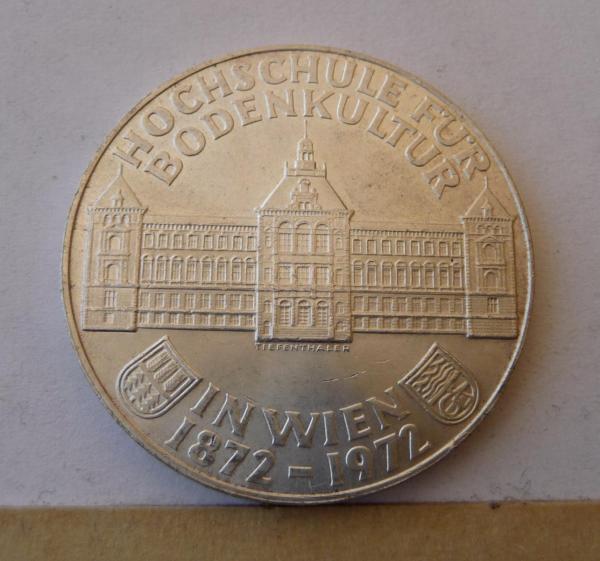 HOCHSCHULE FÜR
BODENKULTUR
TIEFENTHALER
IN WIEN
1872-1972